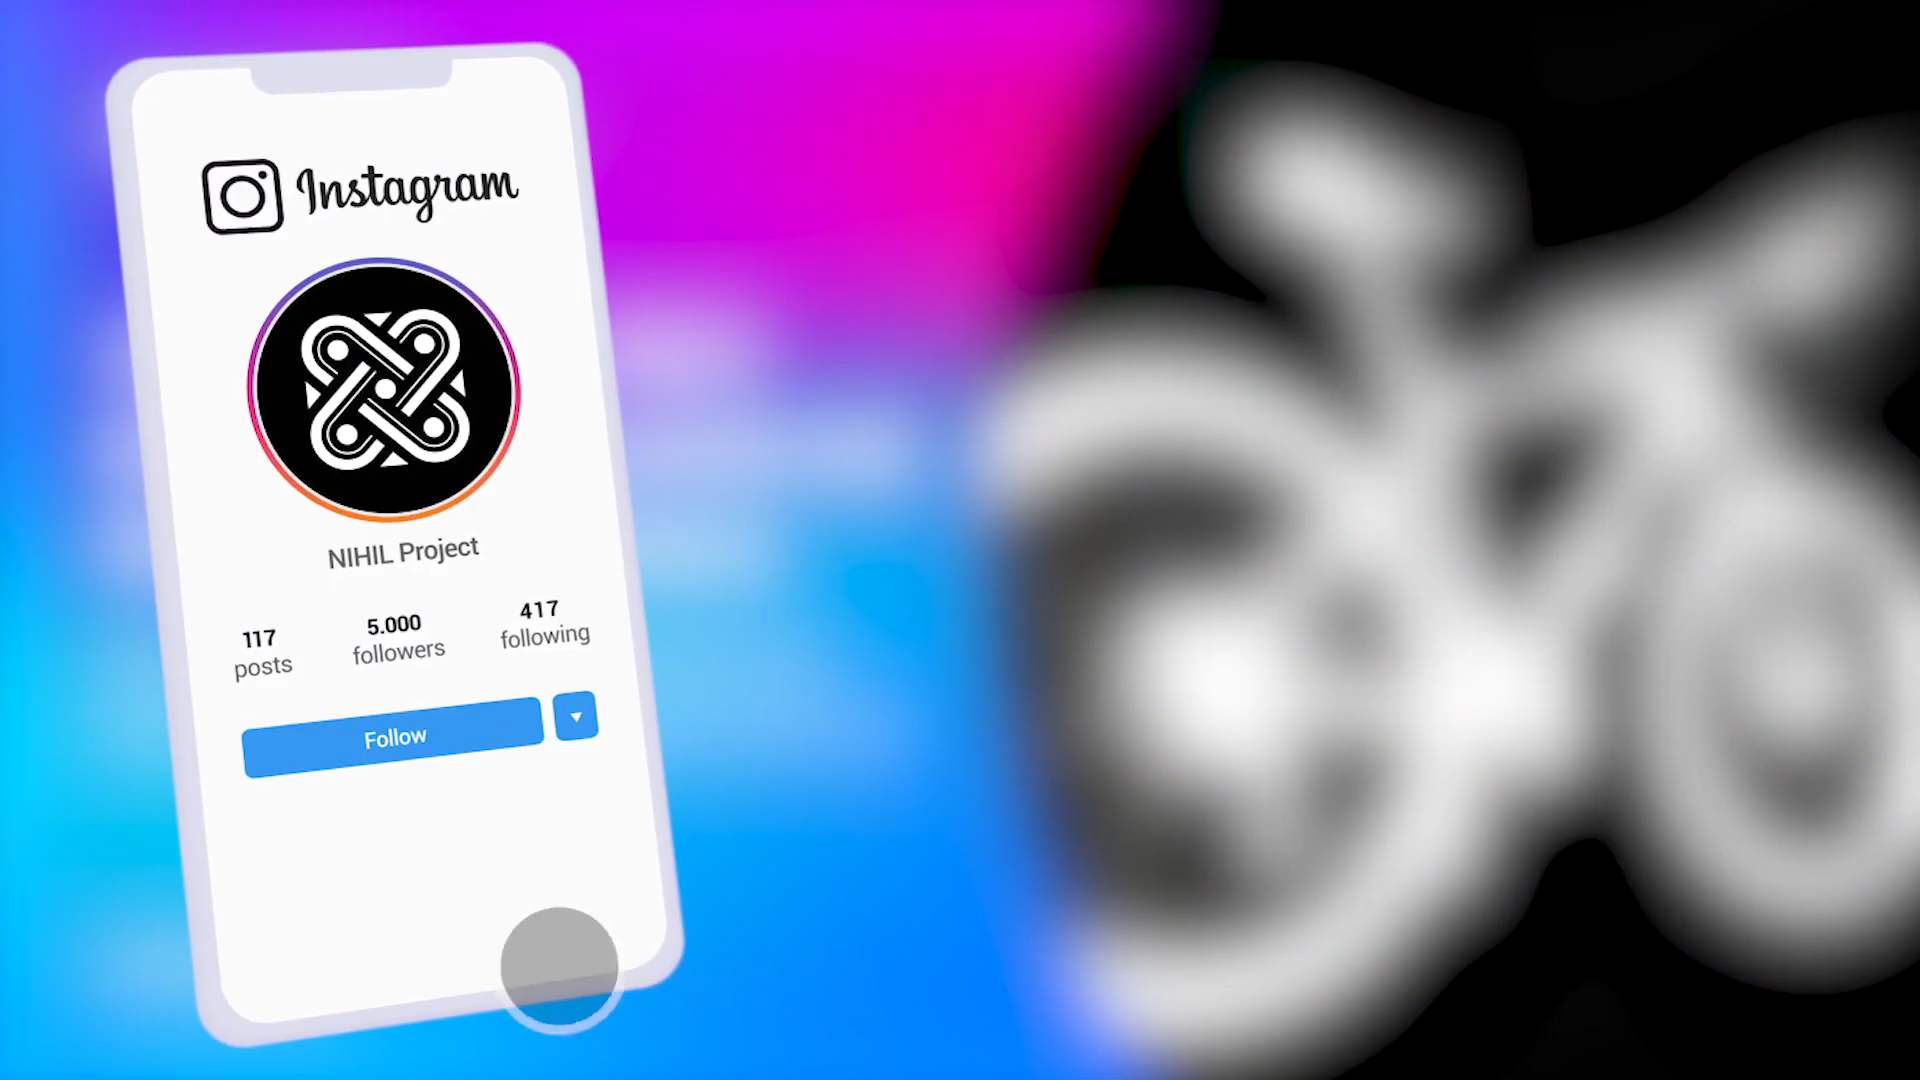 Instagram
NIHIL Project
117 5.000 417
posts followers following
Follow